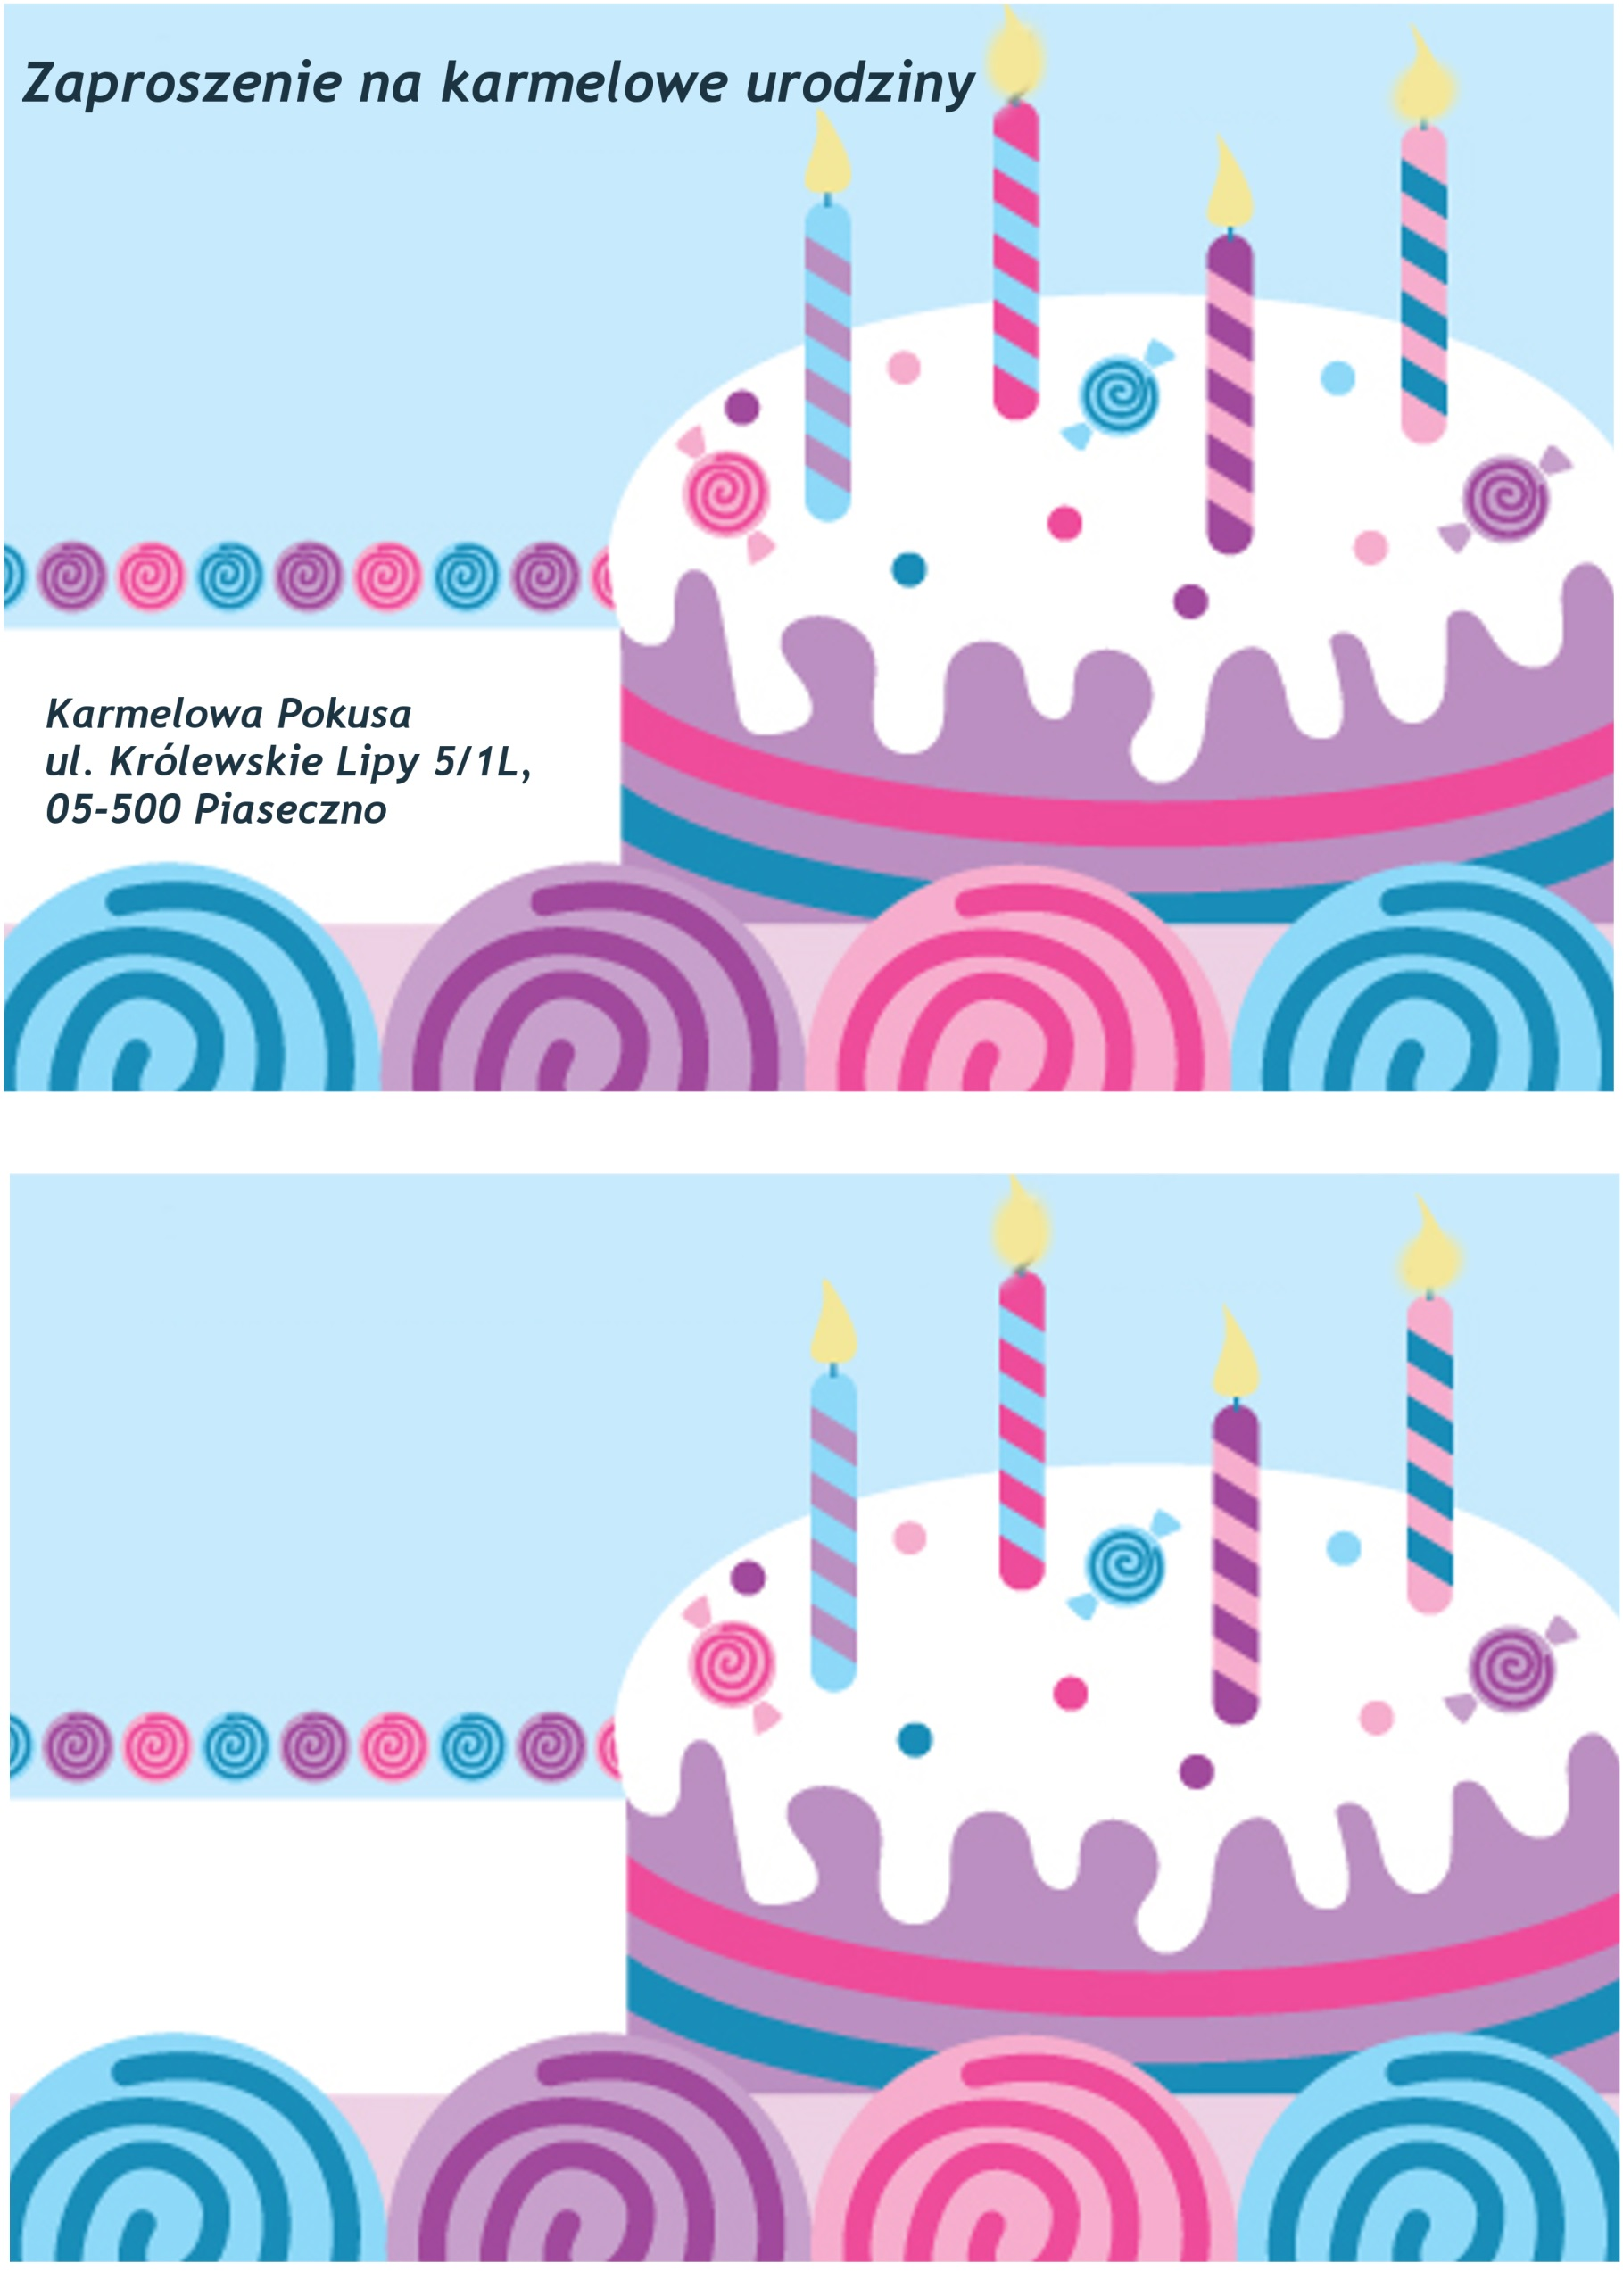 Zaproszenie na karmelowe urodziny
Karmelowa Pokusa
ul. Królewskie Lipy 5/1L,
05-500 Piaseczno